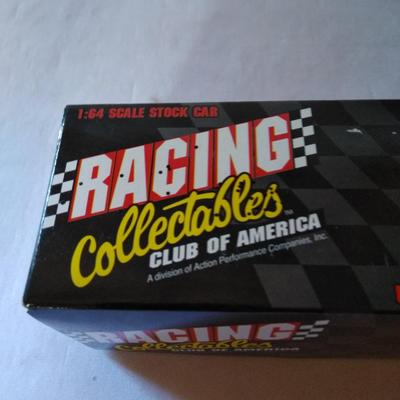 1:64 SCALE STOCK CAR
RACING
Collectables™
CLUB OF AMERICA
A division of Action Performance Companies, Inc.
RACING
Collectables
CLUB OF AMERICA